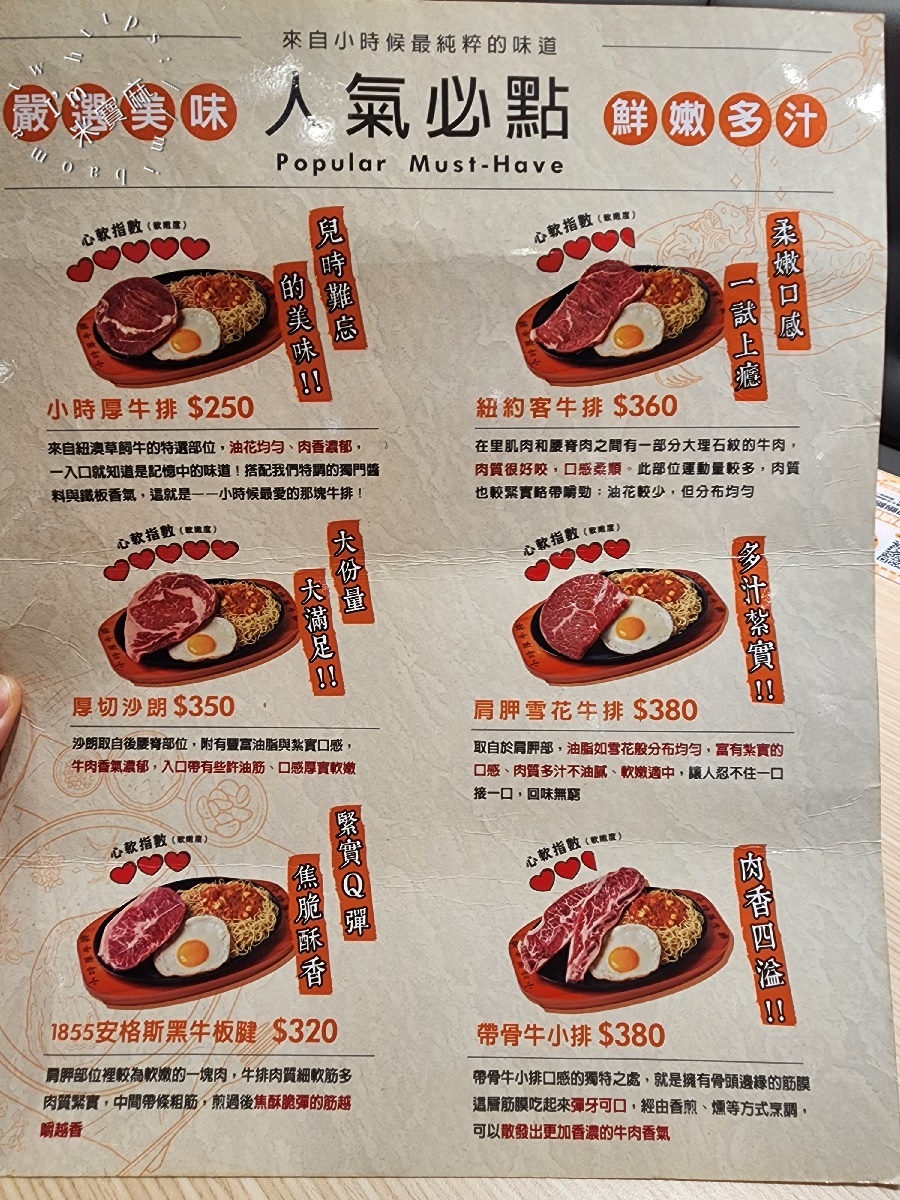 來自小時候最純粹的味道
嚴選美味
人氣必點
鮮嫩多汁
Popular Must-Have
米寶麻
心軟指數(軟嫩度)
兒時難忘
的美味!!
小時厚牛排 $250
來自紐澳草飼牛的特選部位，油花均勻、肉香濃郁，
一入口就知道是記憶中的味道！搭配我們特調的獨門醬
料與鐵板香氣，這就是——小時候最愛的那塊牛排！
心軟指數(軟嫩度)
柔嫩口感
一試上癮
紐約客牛排 $360
在里肌肉和腰脊肉之間有一部分大理石紋的牛肉，
肉質很好咬，口感柔順。此部位運動量較多，肉質
也較緊實略帶嚼勁；油花較少，但分布均勻
心軟指數(軟嫩度)
大份量
大滿足!!
厚切沙朗 $350
沙朗取自後腰脊部位，附有豐富油脂與紮實口感，
牛肉香氣濃郁，入口帶有些許油筋、口感厚實軟嫩
心軟指數(軟嫩度)
多汁紮實!!
肩胛雪花牛排 $380
取自於肩胛部，油脂如雪花般分布均勻，富有紮實的
口感、肉質多汁不油膩、軟嫩適中，讓人忍不住一口
接一口，回味無窮
心軟指數(軟嫩度)
緊實Q彈
焦脆酥香
1855安格斯黑牛板腱 $320
肩胛部位裡較為軟嫩的一塊肉，牛排肉質細軟筋多
肉質緊實，中間帶條粗筋，煎過後焦酥脆彈的筋越
嚼越香
心軟指數(軟嫩度)
肉香四溢!!
帶骨牛小排 $380
帶骨牛小排口感的獨特之處，就是擁有骨頭邊緣的筋膜
這層筋膜吃起來彈牙可口，經由香煎、燻等方式烹調，
可以散發出更加香濃的牛肉香氣